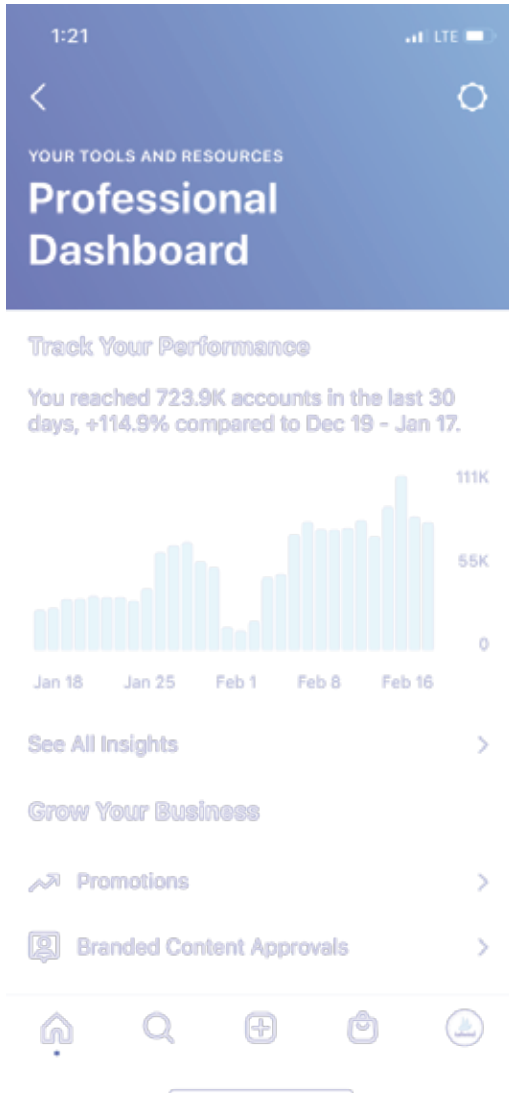 1:21
LTE
YOUR TOOLS AND RESOURCES
Professional
Dashboard
Track Your Performance
You reached 723.9K accounts in the last 30
days, +114.9% compared to Dec 19 - Jan 17.
111K
55K
0
Jan 18 Jan 25 Feb 1 Feb 8 Feb 16
See All Insights
Grow Your Business
Promotions
Branded Content Approvals